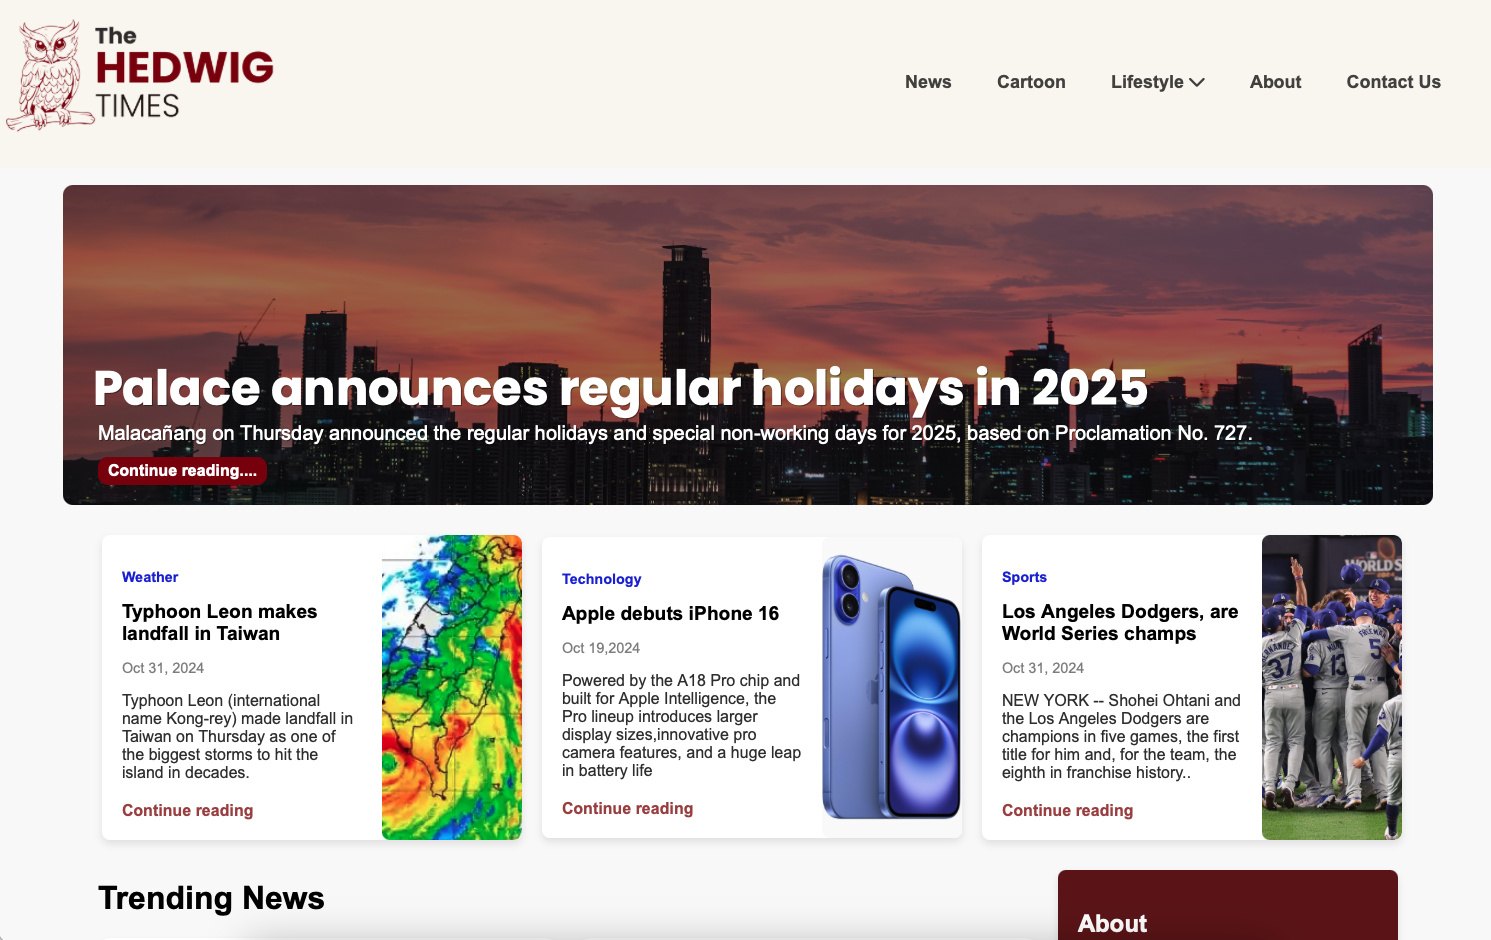 The
HEDWIG
TIMES
News Cartoon Lifestyle About Contact Us
Palace announces regular holidays in 2025
Malacañang on Thursday announced the regular holidays and special non-working days for 2025, based on Proclamation No. 727.
Continue reading....
Weather
Typhoon Leon makes
landfall in Taiwan
Oct 31, 2024
Typhoon Leon (international
name Kong-rey) made landfall in
Taiwan on Thursday as one of
the biggest storms to hit the
island in decades.
Continue reading
Technology
Apple debuts iPhone 16
Oct 19,2024
Powered by the A18 Pro chip and
built for Apple Intelligence, the
Pro lineup introduces larger
display sizes,innovative pro
camera features, and a huge leap
in battery life
Continue reading
Sports
Los Angeles Dodgers, are
World Series champs
Oct 31, 2024
NEW YORK -- Shohei Ohtani and
the Los Angeles Dodgers are
champions in five games, the first
title for him and, for the team, the
eighth in franchise history..
Continue reading
WORLD S
FREEMAN
37
13
5
Trending News
About